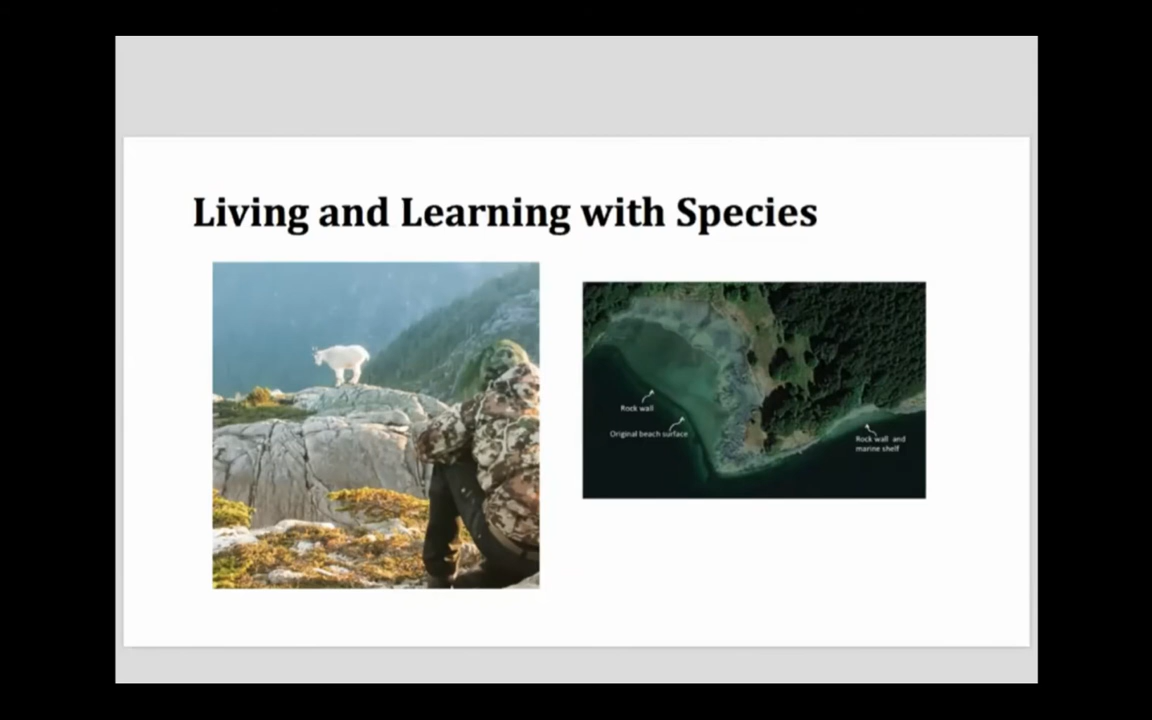 Living and Learning with Species
Rock wall
Original beach surface
Rock wall and
marine shelf